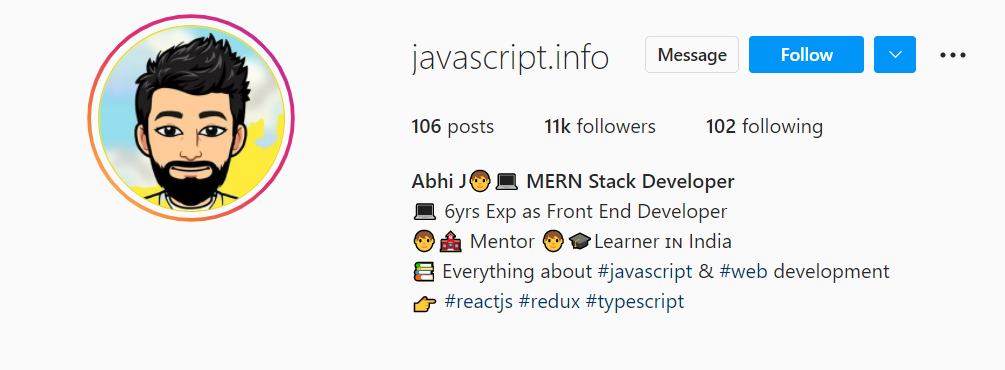 javascript.info Message Follow
106 posts 11k followers 102 following
Abhi J🧑💻 MERN Stack Developer
💻 6yrs Exp as Front End Developer
🧑🏫 Mentor 🧑🎓Learner ɪɴ India
📚 Everything about #javascript & #web development
👉 #reactjs #redux #typescript